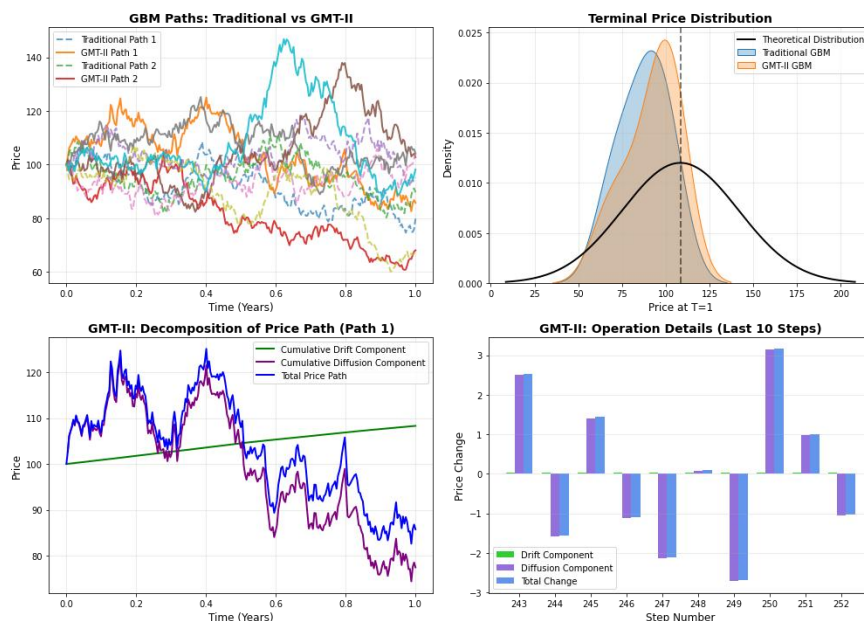 GBM Paths: Traditional vs GMT-II
Traditional Path 1
GMT-II Path 1
Traditional Path 2
GMT-II Path 2
140
120
100
80
60
Price
0.0 0.2 0.4 0.6 0.8 1.0
Time (Years)
Terminal Price Distribution
Theoretical Distribution
Traditional GBM
GMT-II GBM
0.025
0.020
0.015
0.010
0.005
0.000
Density
25 50 75 100 125 150 175 200
Price at T=1
GMT-II: Decomposition of Price Path (Path 1)
Cumulative Drift Component
Cumulative Diffusion Component
Total Price Path
120
110
100
90
80
Price
0.0 0.2 0.4 0.6 0.8 1.0
Time (Years)
GMT-II: Operation Details (Last 10 Steps)
3
2
1
0
−1
−2
−3
Price Change
Drift Component
Diffusion Component
Total Change
243 244 245 246 247 248 249 250 251 252
Step Number